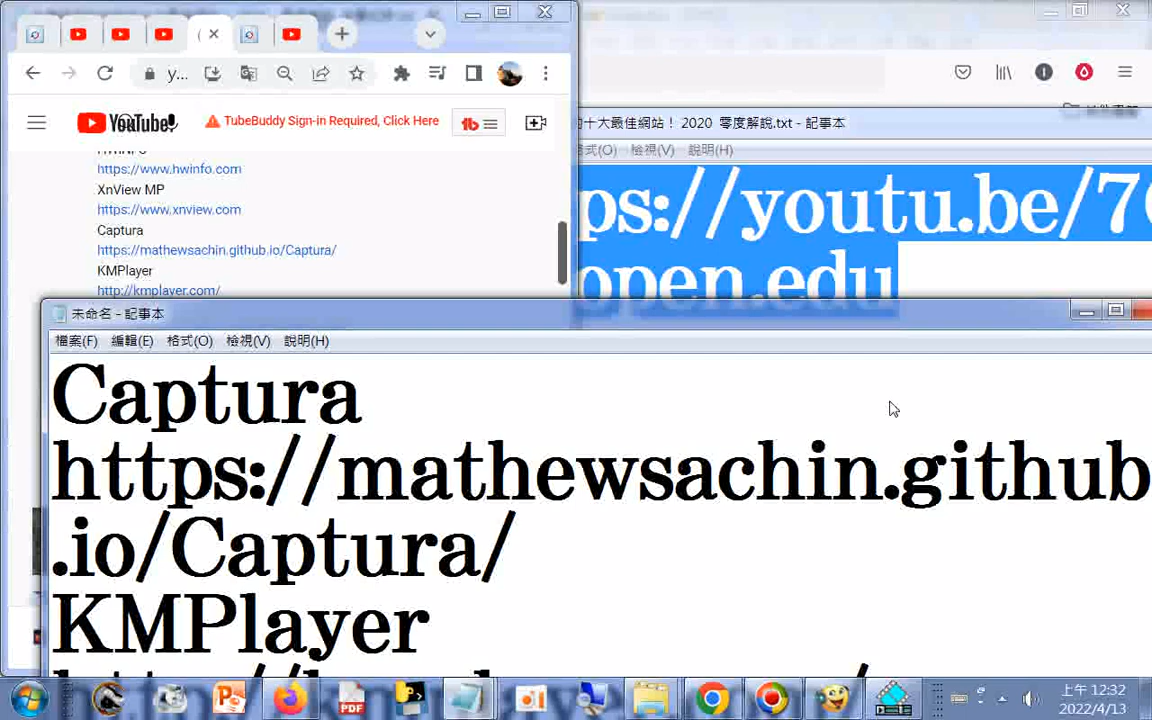 y...
YouTube
TubeBuddy Sign-in Required, Click Here
https://www.hwinfo.com
XnView MP
https://www.xnview.com
Captura
https://mathewsachin.github.io/Captura/
KMPlayer
http://kmplayer.com/
十大最佳網站！ 2020 零度解說.txt - 記事本
式(O) 檢視(V) 說明(H)
ps://youtu.be/7
open.edu
未命名 - 記事本
檔案(F) 編輯(E) 格式(O) 檢視(V) 說明(H)
Captura
https://mathewsachin.github
.io/Captura/
KMPlayer
上午 12:32
2022/4/13